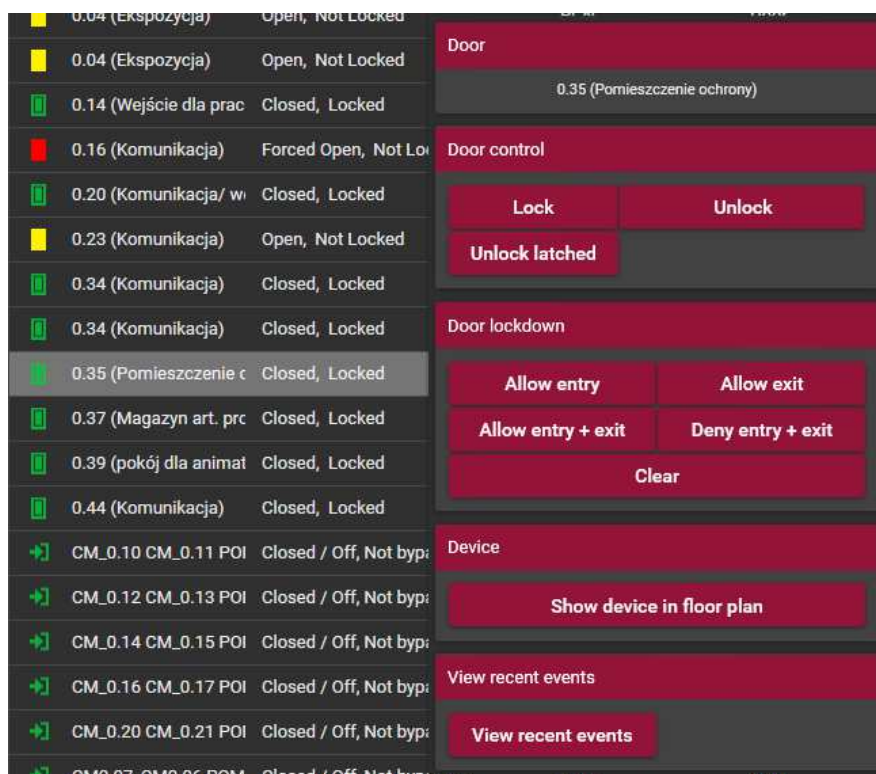 0.04 (Ekspozycja) Open, Not Locked
0.04 (Ekspozycja) Open, Not Locked
0.14 (Wejście dla prac Closed, Locked
0.16 (Komunikacja) Forced Open, Not Lo
0.20 (Komunikacja/ w Closed, Locked
0.23 (Komunikacja) Open, Not Locked
0.34 (Komunikacja) Closed, Locked
0.34 (Komunikacja) Closed, Locked
0.35 (Pomieszczenie c Closed, Locked
0.37 (Magazyn art. prc Closed, Locked
0.39 (pokój dla animat Closed, Locked
0.44 (Komunikacja) Closed, Locked
CM_0.10 CM_0.11 POI Closed / Off, Not bypa
CM_0.12 CM_0.13 POI Closed / Off, Not bypa
CM_0.14 CM_0.15 POI Closed / Off, Not bypa
CM_0.16 CM_0.17 POI Closed / Off, Not bypa
CM_0.20 CM_0.21 POI Closed / Off, Not bypa
Door
0.35 (Pomieszczenie ochrony)
Door control
Lock Unlock
Unlock latched
Door lockdown
Allow entry Allow exit
Allow entry + exit Deny entry + exit
Clear
Device
Show device in floor plan
View recent events
View recent events